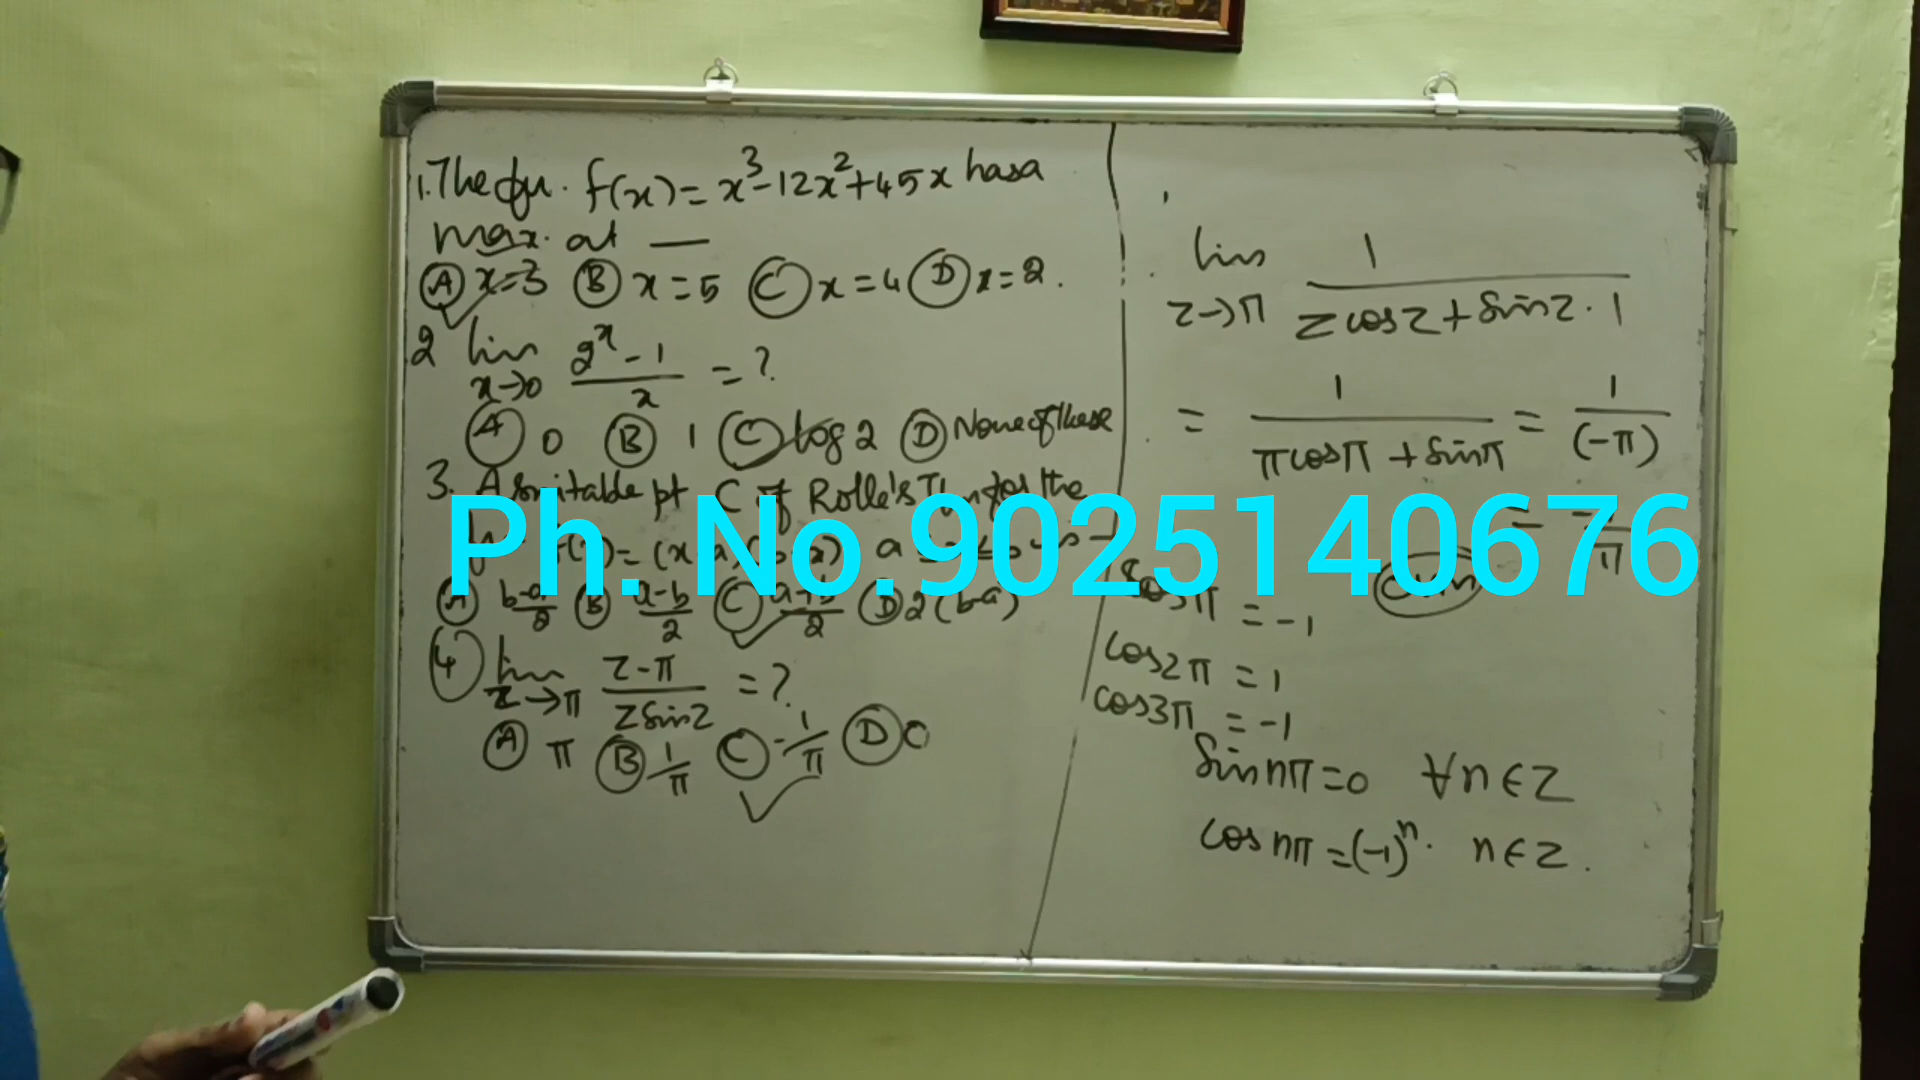 1. The fn. f(x) = x³-12x²+45x has a
max. at —
Ⓐ x=3 Ⓑ x=5 Ⓒ x=4 Ⓓ x=2.
2 lim x→0 (2^x - 1)/x = ?
Ⓐ 0 Ⓑ 1 Ⓒ log 2 Ⓓ None of these
3. A suitable pt C of Rolle's Thm for the
Ph. No. 9025140676
Ⓐ (b-a)/2 Ⓑ (a-b)/2 Ⓒ (a+b)/2 Ⓓ 2(b-a)
④ lim z→π (z-π)/(z sin z) = ?
Ⓐ π Ⓑ 1/π Ⓒ -1/π Ⓓ 0
lim z→π 1/(z cos z + sin z · 1)
= 1/(π cos π + sin π) = 1/(-π)
= -1/π
cos π = -1
cos 2π = 1
cos 3π = -1
sin nπ = 0 ∀ n ∈ Z
cos nπ = (-1)^n. n ∈ Z.